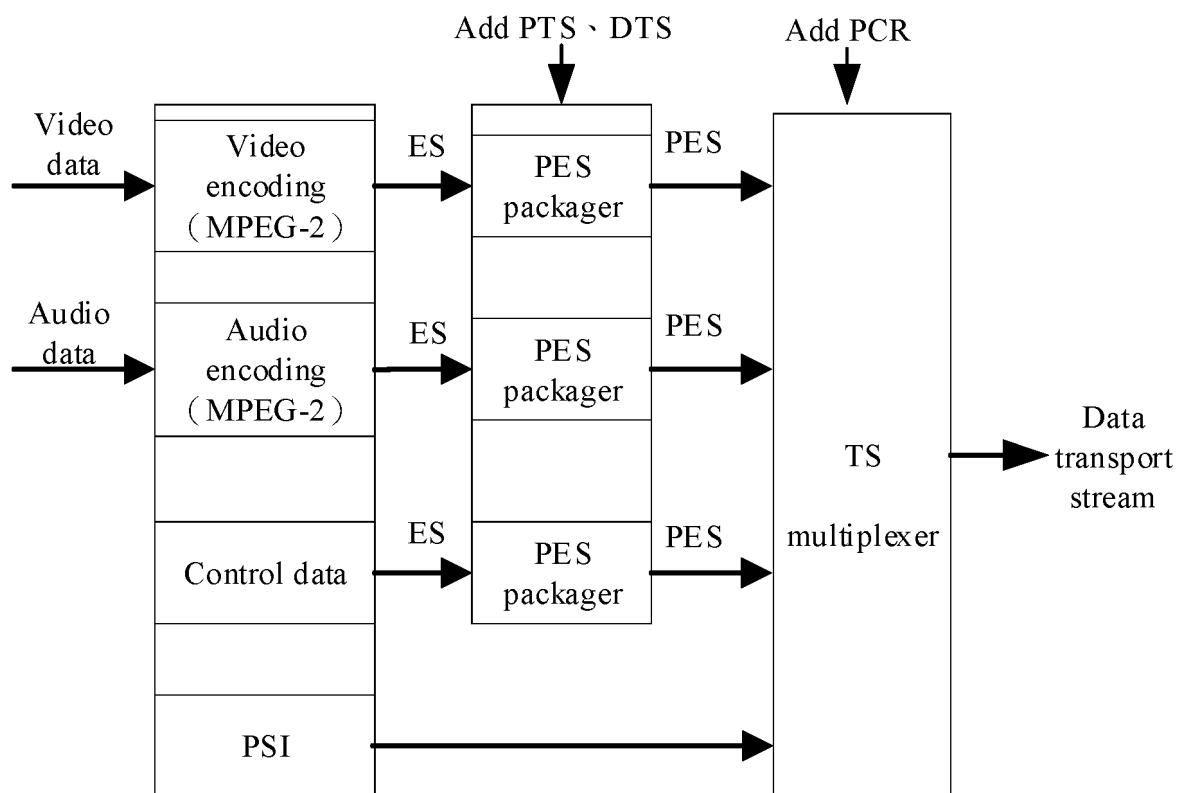 Add PTS、DTS
Add PCR
Video
data
Video
encoding
（MPEG-2）
ES
PES
packager
PES
Audio
data
Audio
encoding
（MPEG-2）
ES
PES
packager
PES
TS
multiplexer
Data
transport
stream
Control data
ES
PES
packager
PES
PSI